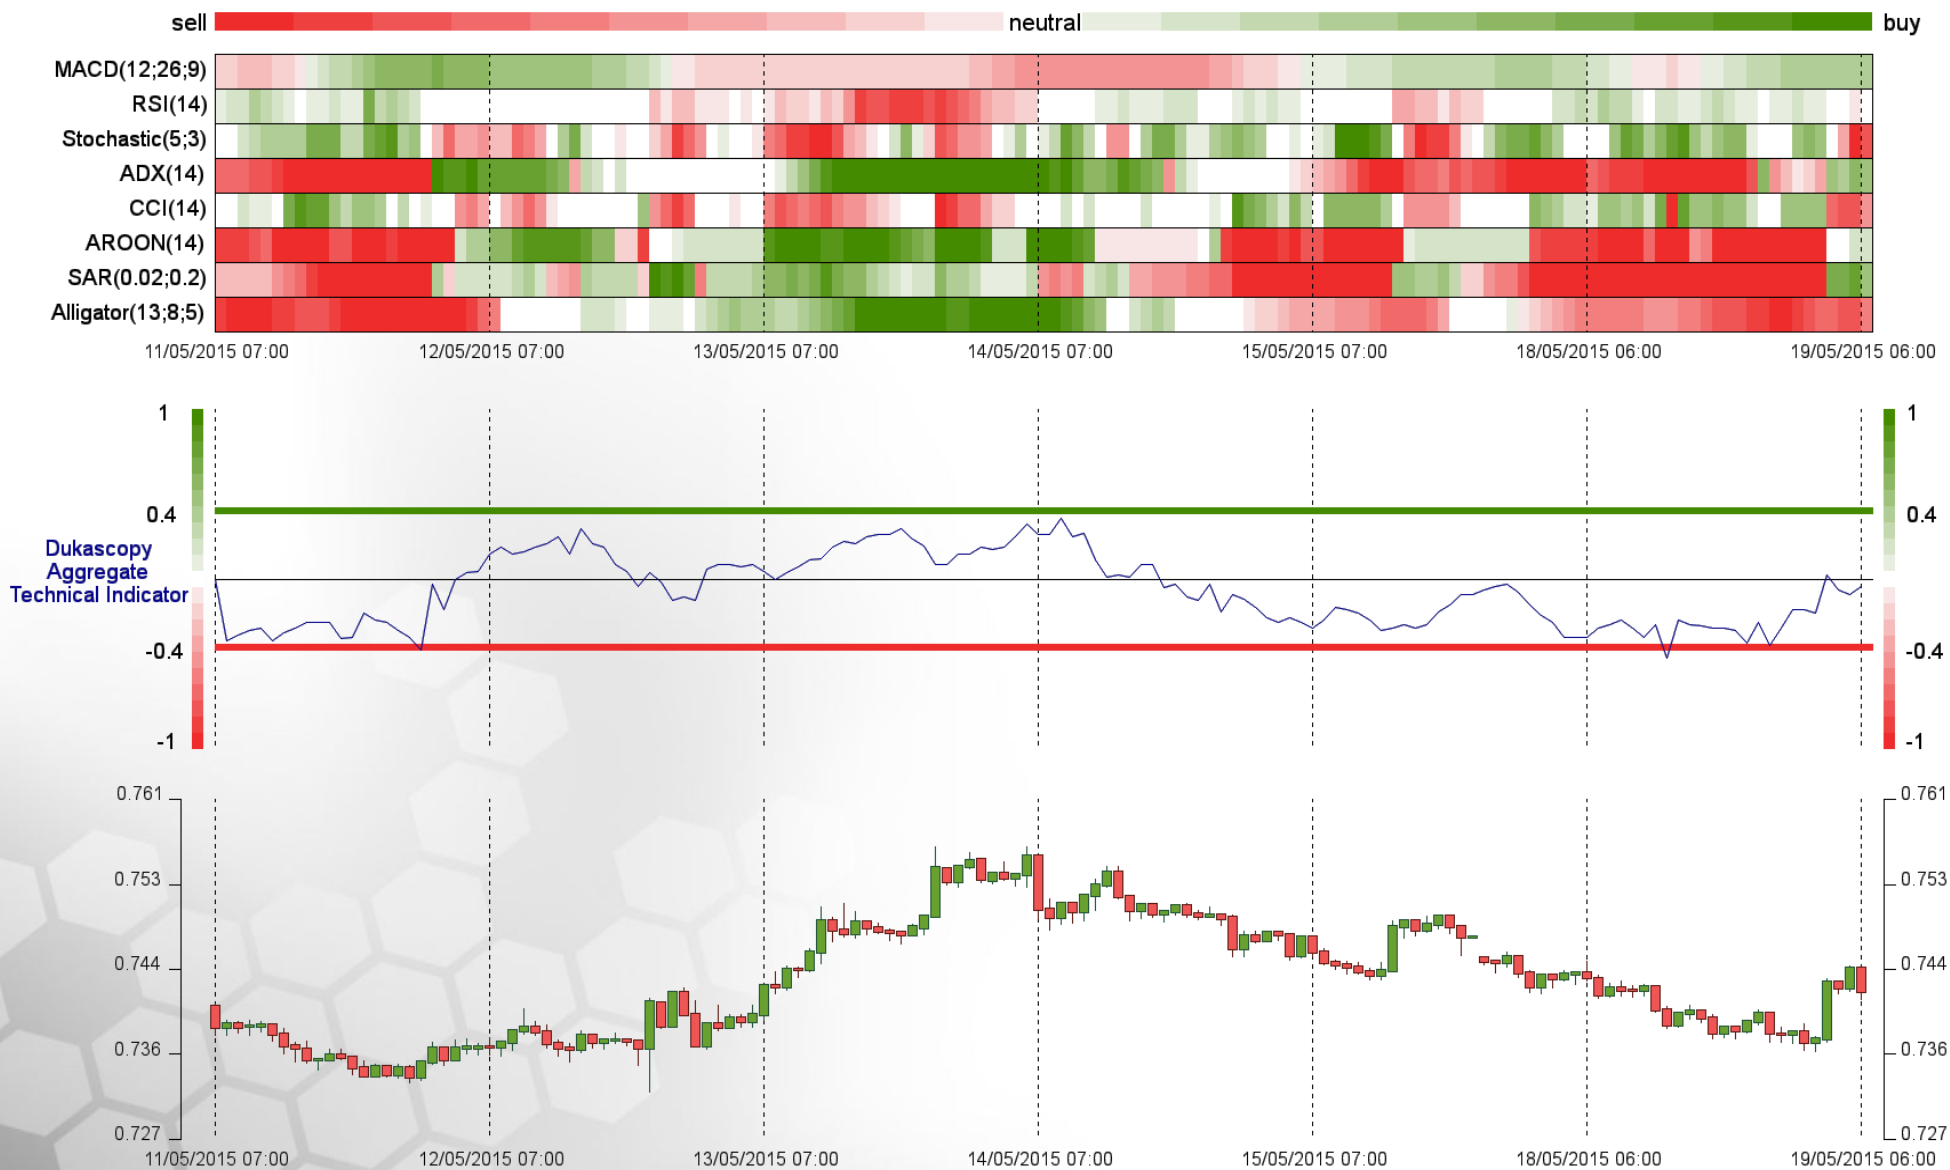 sell neutral buy
MACD(12;26;9)
RSI(14)
Stochastic(5;3)
ADX(14)
CCI(14)
AROON(14)
SAR(0.02;0.2)
Alligator(13;8;5)
11/05/2015 07:00 12/05/2015 07:00 13/05/2015 07:00 14/05/2015 07:00 15/05/2015 07:00 18/05/2015 06:00 19/05/2015 06:00
1 1
0.4 0.4
Dukascopy
Aggregate
Technical Indicator
-0.4 -0.4
-1 -1
0.761 0.761
0.753 0.753
0.744 0.744
0.736 0.736
0.727 0.727
11/05/2015 07:00 12/05/2015 07:00 13/05/2015 07:00 14/05/2015 07:00 15/05/2015 07:00 18/05/2015 06:00 19/05/2015 06:00